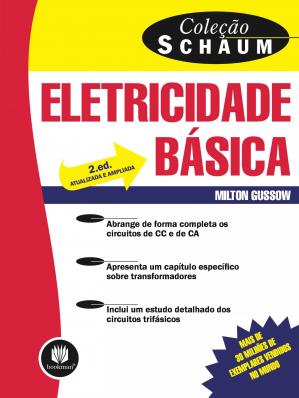 Coleção
SCHAUM
ELETRICIDADE
BÁSICA
2.ed.
ATUALIZADA E AMPLIADA
MILTON GUSSOW
Abrange de forma completa os
circuitos de CC e de CA
Apresenta um capítulo específico
sobre transformadores
Inclui um estudo detalhado dos
circuitos trifásicos
MAIS DE
30 MILHÕES DE
EXEMPLARES VENDIDOS
NO MUNDO
bookman